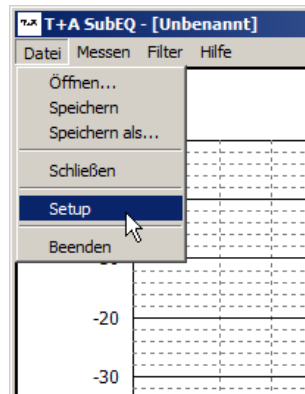 T+A T+A SubEQ - [Unbenannt]
Datei Messen Filter Hilfe
Öffnen...
Speichern
Speichern als...
Schließen
Setup
Beenden
-20
-30